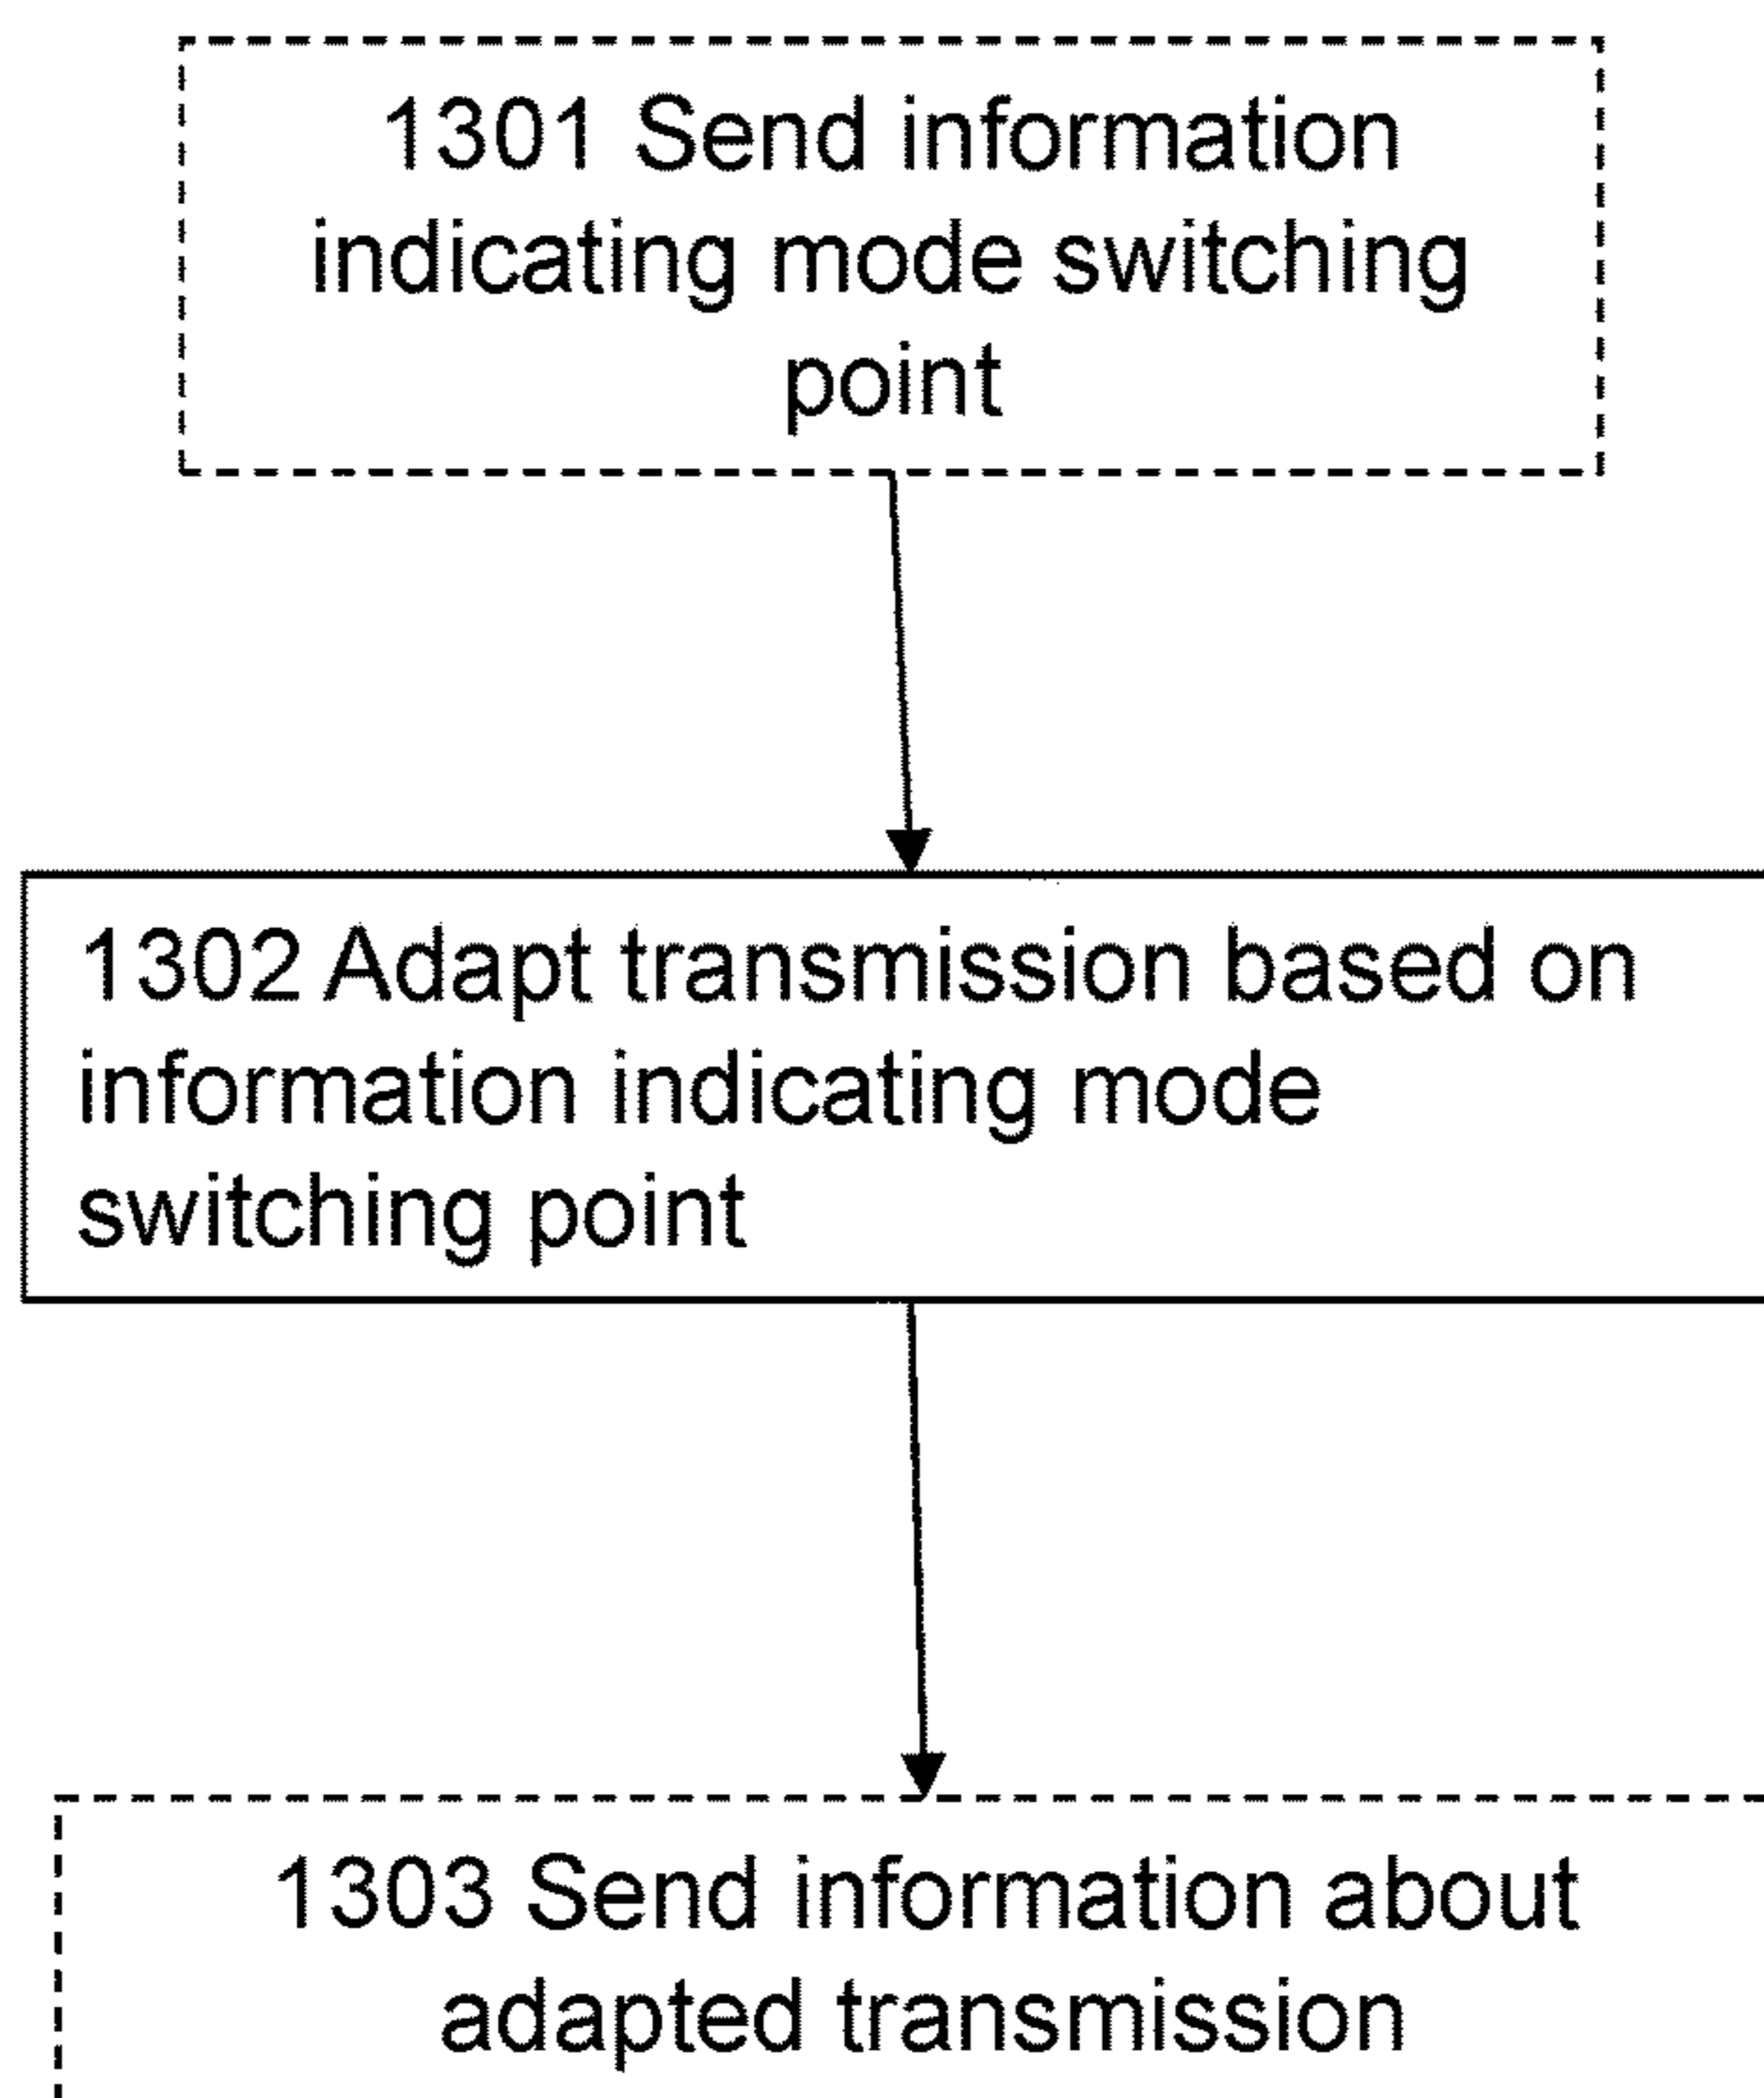 1301 Send information
indicating mode switching
point
1302 Adapt transmission based on
information indicating mode
switching point
1303 Send information about
adapted transmission